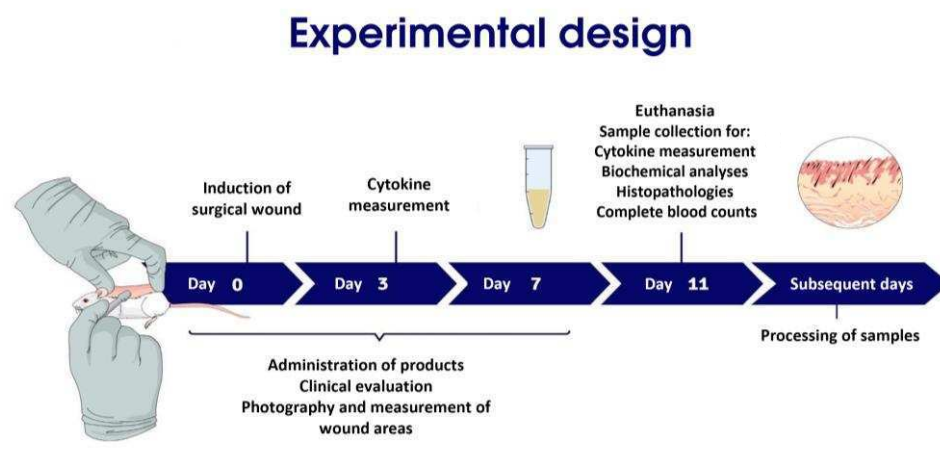 Experimental design
Induction of
surgical wound
Cytokine
measurement
Euthanasia
Sample collection for:
Cytokine measurement
Biochemical analyses
Histopathologies
Complete blood counts
Day 0
Day 3
Day 7
Day 11
Subsequent days
Administration of products
Clinical evaluation
Photography and measurement of
wound areas
Processing of samples